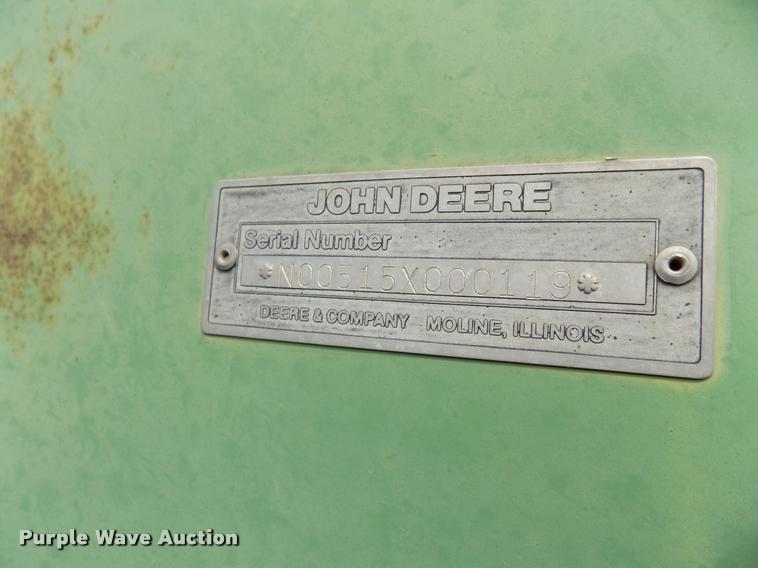 JOHN DEERE
Serial Number
*N00515X000119*
DEERE & COMPANY MOLINE, ILLINOIS
Purple Wave Auction